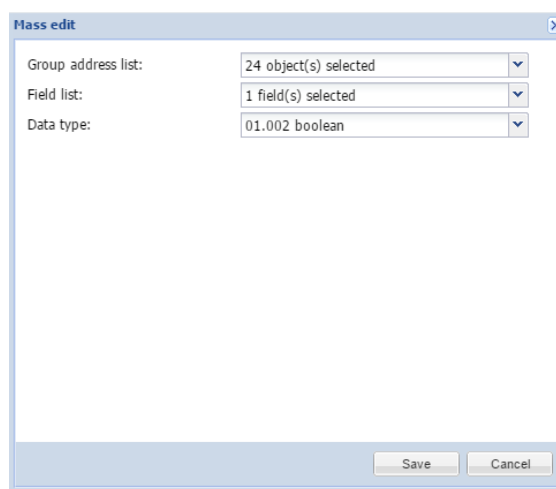 Mass edit
Group address list: 24 object(s) selected
Field list: 1 field(s) selected
Data type: 01.002 boolean
Save Cancel